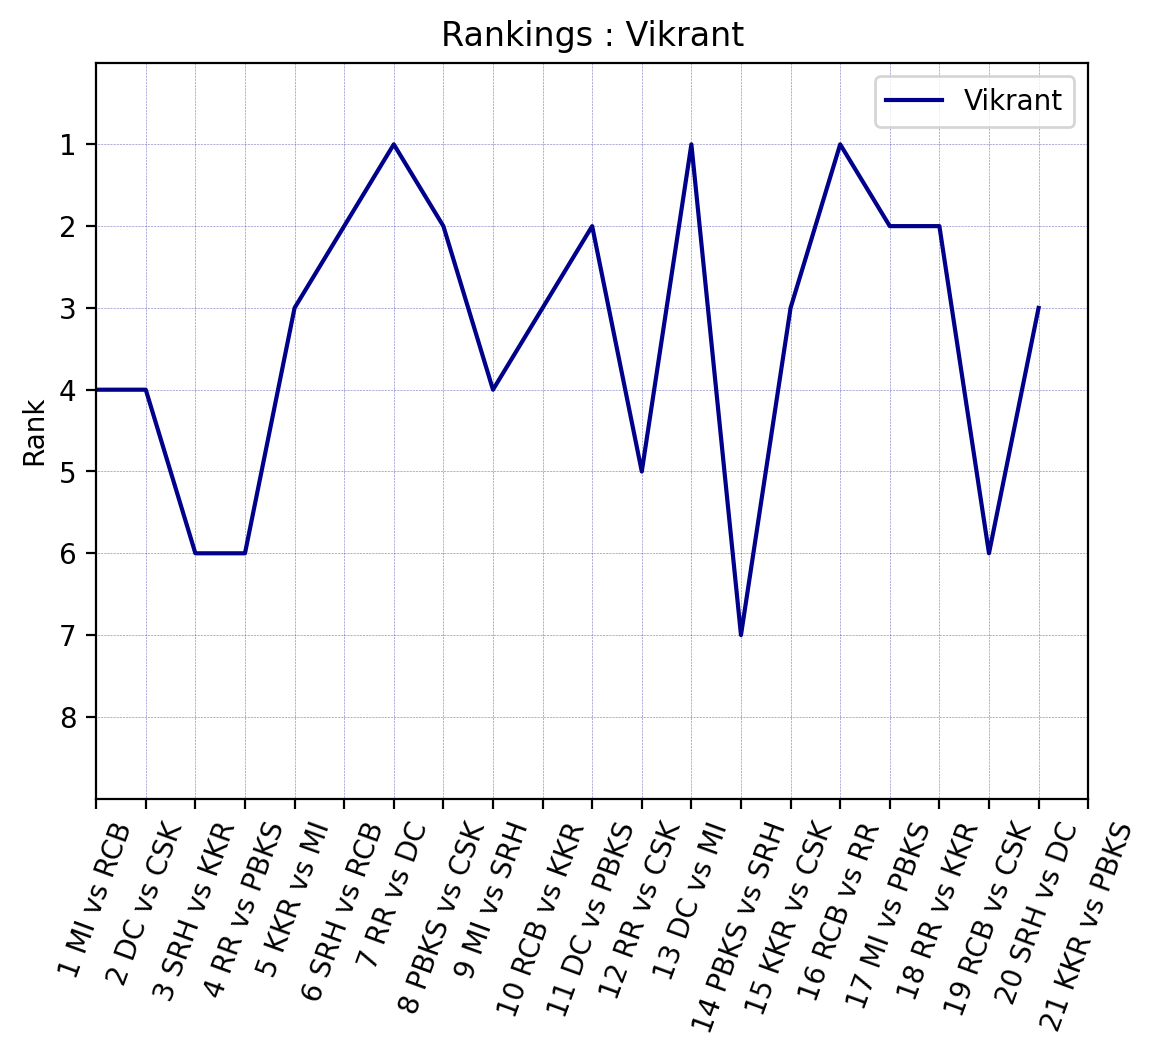 Rankings : Vikrant
Vikrant
Rank
1
2
3
4
5
6
7
8
1 MI vs RCB
2 DC vs CSK
3 SRH vs KKR
4 RR vs PBKS
5 KKR vs MI
6 SRH vs RCB
7 RR vs DC
8 PBKS vs CSK
9 MI vs SRH
10 RCB vs KKR
11 DC vs PBKS
12 RR vs CSK
13 DC vs MI
14 PBKS vs SRH
15 KKR vs CSK
16 RCB vs RR
17 MI vs PBKS
18 RR vs KKR
19 RCB vs CSK
20 SRH vs DC
21 KKR vs PBKS